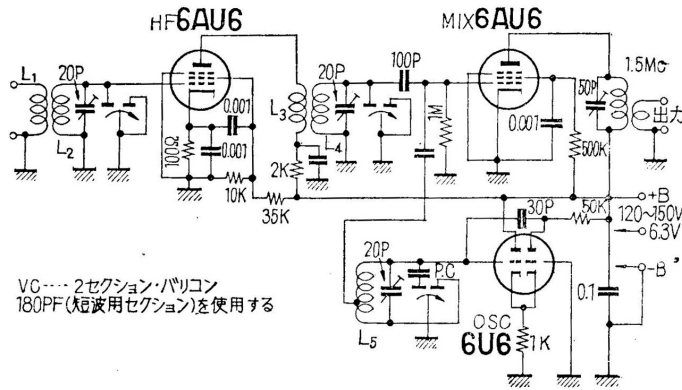 HF6AU6
MIX6AU6
L1
20P
L2
100Ω
0.001
0.001
10K
35K
L3
2K
20P
L4
100P
1M
0.001
500K
50P
1.5Mc
出力
+B
120~150V
6.3V
-B
30P
50K
20P
P.C
L5
OSC
6U6
1K
0.1
VC---- 2セクション・バリコン
180PF(短波用セクション)を使用する